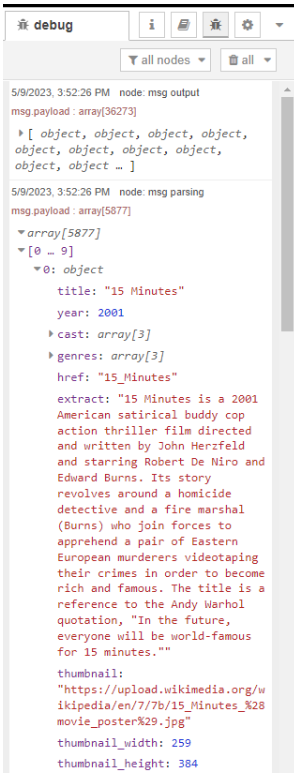 debug
i
all nodes
all
5/9/2023, 3:52:26 PM node: msg output
msg.payload : array[36273]
[ object, object, object, object,
object, object, object, object,
object, object … ]
5/9/2023, 3:52:26 PM node: msg parsing
msg.payload : array[5877]
array[5877]
[0 … 9]
0: object
title: "15 Minutes"
year: 2001
cast: array[3]
genres: array[3]
href: "15_Minutes"
extract: "15 Minutes is a 2001
American satirical buddy cop
action thriller film directed
and written by John Herzfeld
and starring Robert De Niro and
Edward Burns. Its story
revolves around a homicide
detective and a fire marshal
(Burns) who join forces to
apprehend a pair of Eastern
European murderers videotaping
their crimes in order to become
rich and famous. The title is a
reference to the Andy Warhol
quotation, "In the future,
everyone will be world-famous
for 15 minutes.""
thumbnail:
"https://upload.wikimedia.org/w
ikipedia/en/7/7b/15_Minutes_%28
movie_poster%29.jpg"
thumbnail_width: 259
thumbnail_height: 384